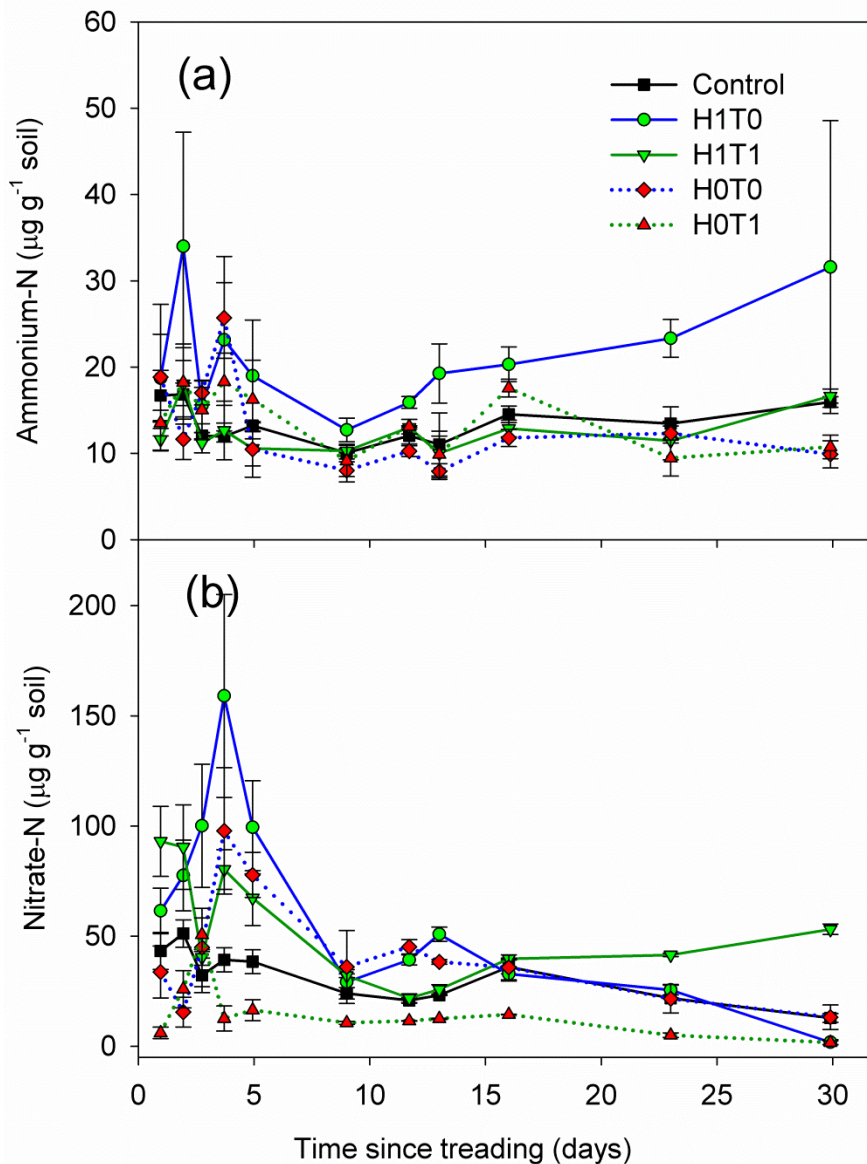 60
(a)
Control
50
H1T0
H1T1
40
H0T0
H0T1
30
20
10
0
Ammonium-N (µg g⁻¹ soil)
(b)
200
150
100
50
0
Nitrate-N (µg g⁻¹ soil)
0 5 10 15 20 25 30
Time since treading (days)